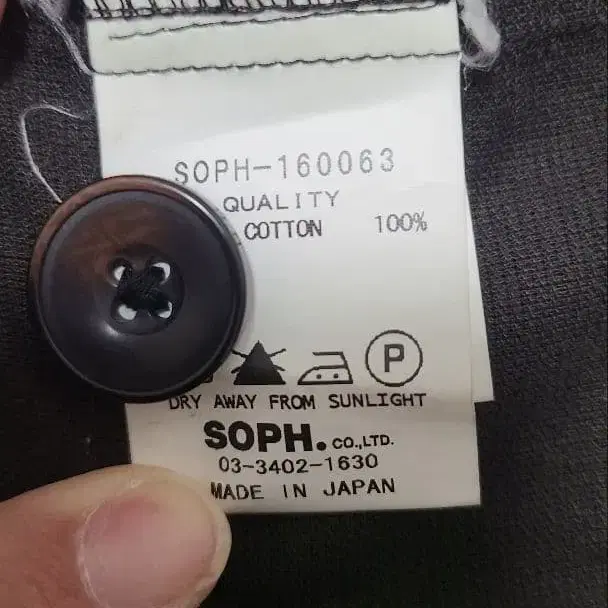 SOPH-160063
QUALITY
COTTON 100%
P
DRY AWAY FROM SUNLIGHT
SOPH. CO.,LTD.
03-3402-1630
MADE IN JAPAN